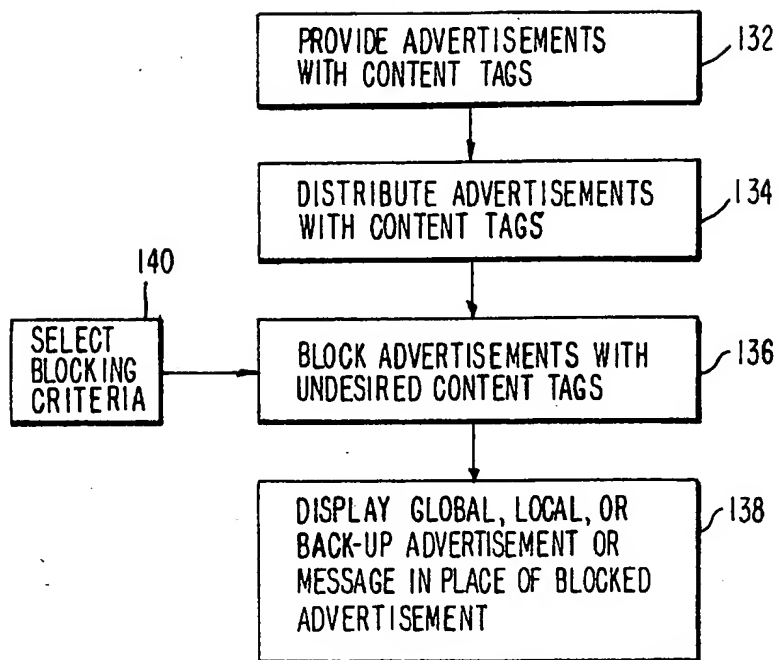 PROVIDE ADVERTISEMENTS
WITH CONTENT TAGS
132
DISTRIBUTE ADVERTISEMENTS
WITH CONTENT TAGS
134
140
SELECT
BLOCKING
CRITERIA
BLOCK ADVERTISEMENTS WITH
UNDESIRED CONTENT TAGS
136
DISPLAY GLOBAL, LOCAL, OR
BACK-UP ADVERTISEMENT OR
MESSAGE IN PLACE OF BLOCKED
ADVERTISEMENT
138